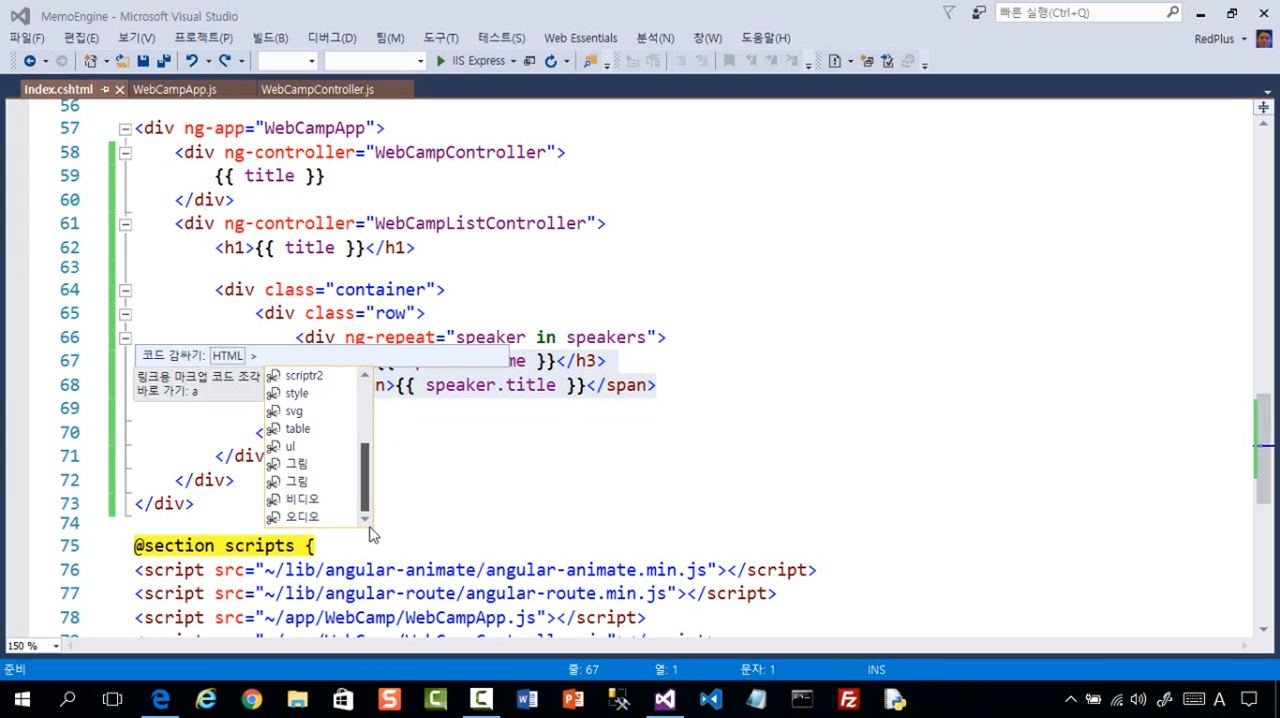 MemoEngine - Microsoft Visual Studio
빠른 실행(Ctrl+Q)
파일(F) 편집(E) 보기(V) 프로젝트(P) 빌드(B) 디버그(D) 팀(M) 도구(T) 테스트(S) Web Essentials 분석(N) 창(W) 도움말(H) RedPlus
IIS Express
Index.cshtml WebCampApp.js WebCampController.js
56
57 <div ng-app="WebCampApp">
58 <div ng-controller="WebCampController">
59 {{ title }}
60 </div>
61 <div ng-controller="WebCampListController">
62 <h1>{{ title }}</h1>
63
64 <div class="container">
65 <div class="row">
66 <div ng-repeat="speaker in speakers">
코드 감싸기: HTML >
67 me }}</h3>
링크용 마크업 코드 조각
바로 가기: a
68 n>{{ speaker.title }}</span>
scriptr2
style
svg
table
ul
그림
그림
비디오
오디오
69
70 <
71 </div
72 </div>
73 </div>
74
75 @section scripts {
76 <script src="~/lib/angular-animate/angular-animate.min.js"></script>
77 <script src="~/lib/angular-route/angular-route.min.js"></script>
78 <script src="~/app/WebCamp/WebCampApp.js"></script>
150 %
준비 줄: 67 열: 1 문자: 1 INS
A